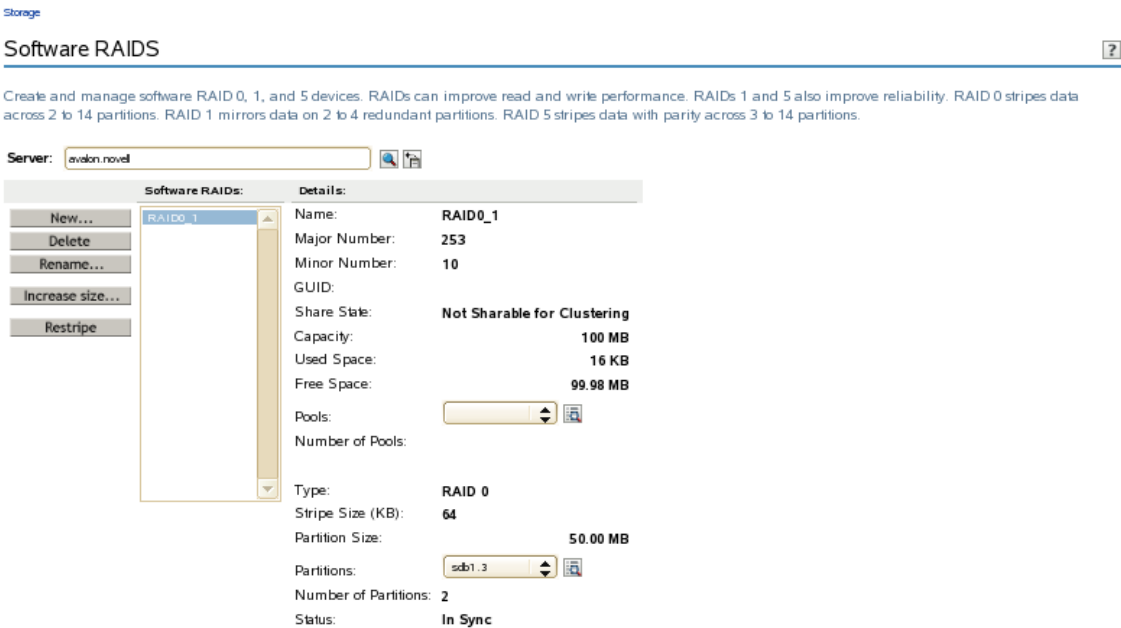 Storage
Software RAIDS
?
Create and manage software RAID 0, 1, and 5 devices. RAIDs can improve read and write performance. RAIDs 1 and 5 also improve reliability. RAID 0 stripes data
across 2 to 14 partitions. RAID 1 mirrors data on 2 to 4 redundant partitions. RAID 5 stripes data with parity across 3 to 14 partitions.
Server: avalon.novell
Software RAIDs: Details:
New... RAID0_1 Name: RAID0_1
Delete Major Number: 253
Rename... Minor Number: 10
GUID:
Increase size... Share State: Not Sharable for Clustering
Restripe Capacity: 100 MB
Used Space: 16 KB
Free Space: 99.98 MB
Pools:
Number of Pools:
Type: RAID 0
Stripe Size (KB): 64
Partition Size: 50.00 MB
Partitions: sdb1.3
Number of Partitions: 2
Status: In Sync